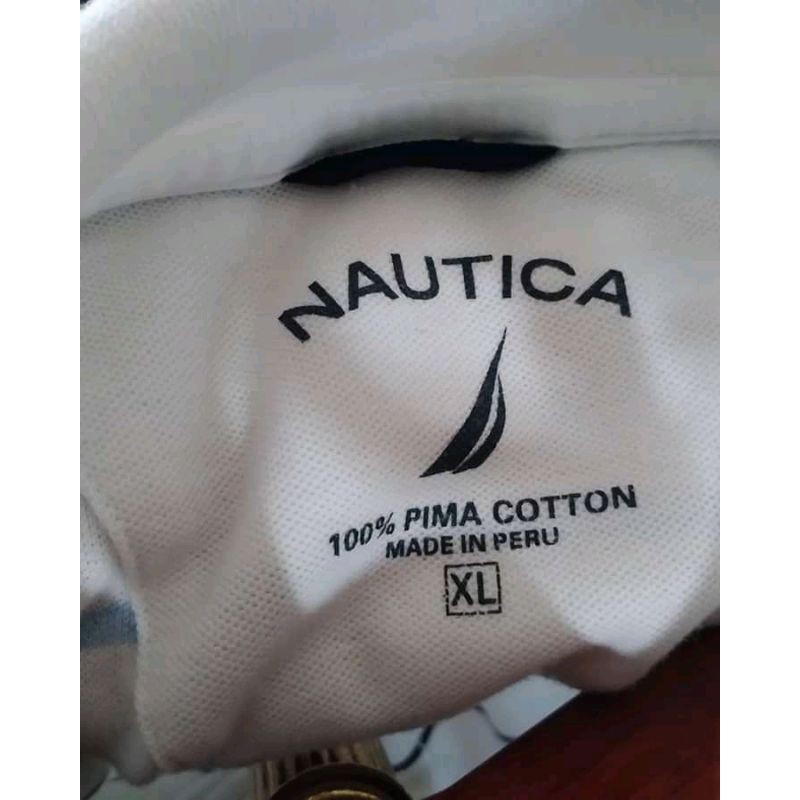 NAUTICA
100% PIMA COTTON
MADE IN PERU
XL